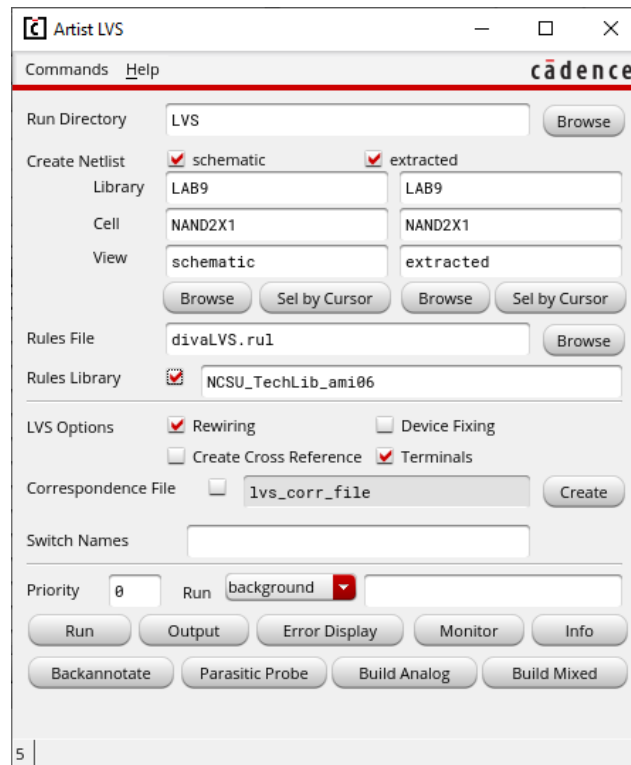 Artist LVS
Commands Help cādence
Run Directory LVS Browse
Create Netlist schematic extracted
Library LAB9 LAB9
Cell NAND2X1 NAND2X1
View schematic extracted
Browse Sel by Cursor Browse Sel by Cursor
Rules File divaLVS.rul Browse
Rules Library NCSU_TechLib_ami06
LVS Options Rewiring Device Fixing
Create Cross Reference Terminals
Correspondence File lvs_corr_file Create
Switch Names
Priority 0 Run background
Run Output Error Display Monitor Info
Backannotate Parasitic Probe Build Analog Build Mixed
5